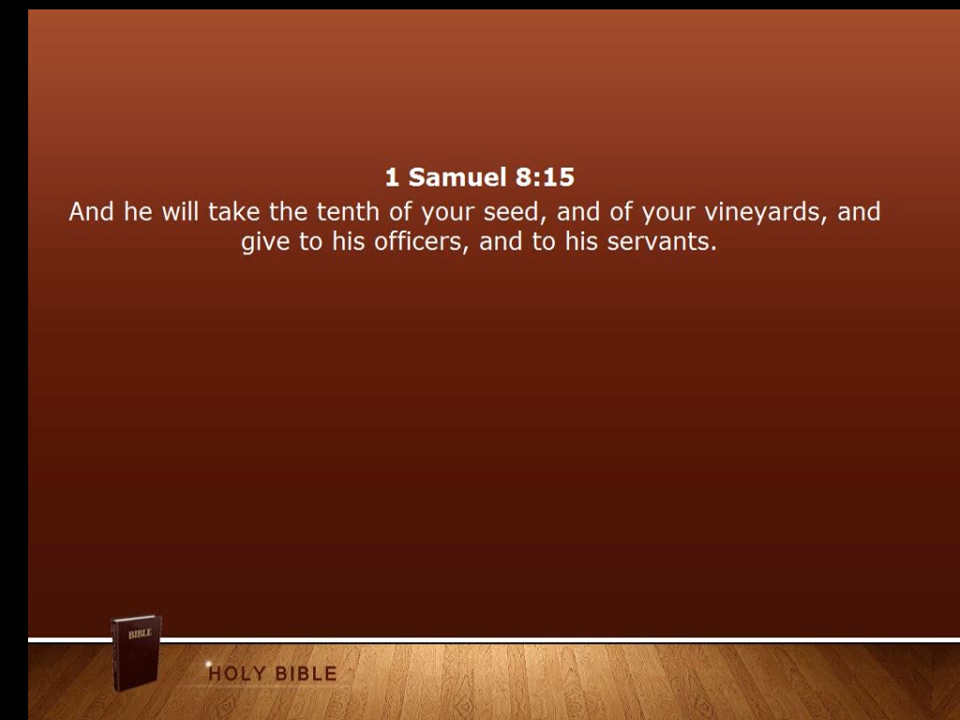 1 Samuel 8:15
And he will take the tenth of your seed, and of your vineyards, and
give to his officers, and to his servants.
BIBLE
HOLY BIBLE